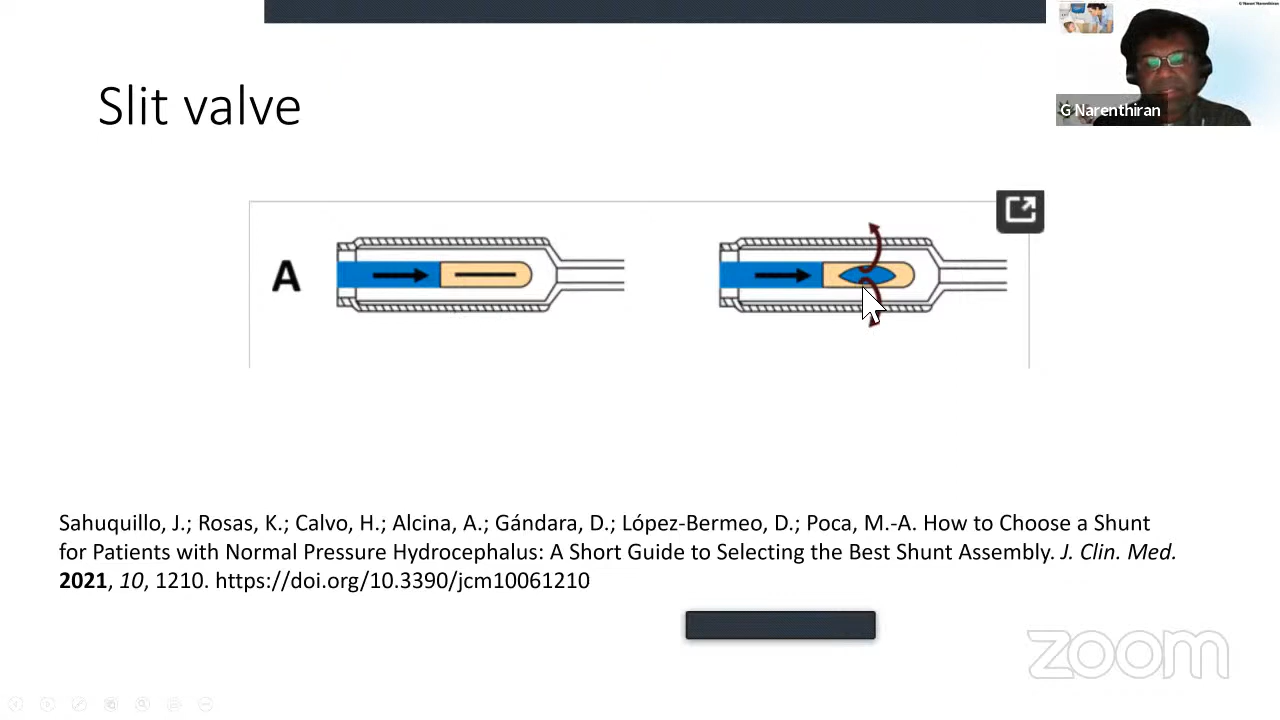 Slit valve
G Narenthiran
A
Sahuquillo, J.; Rosas, K.; Calvo, H.; Alcina, A.; Gándara, D.; López-Bermeo, D.; Poca, M.-A. How to Choose a Shunt
for Patients with Normal Pressure Hydrocephalus: A Short Guide to Selecting the Best Shunt Assembly. J. Clin. Med.
2021, 10, 1210. https://doi.org/10.3390/jcm10061210
zoom